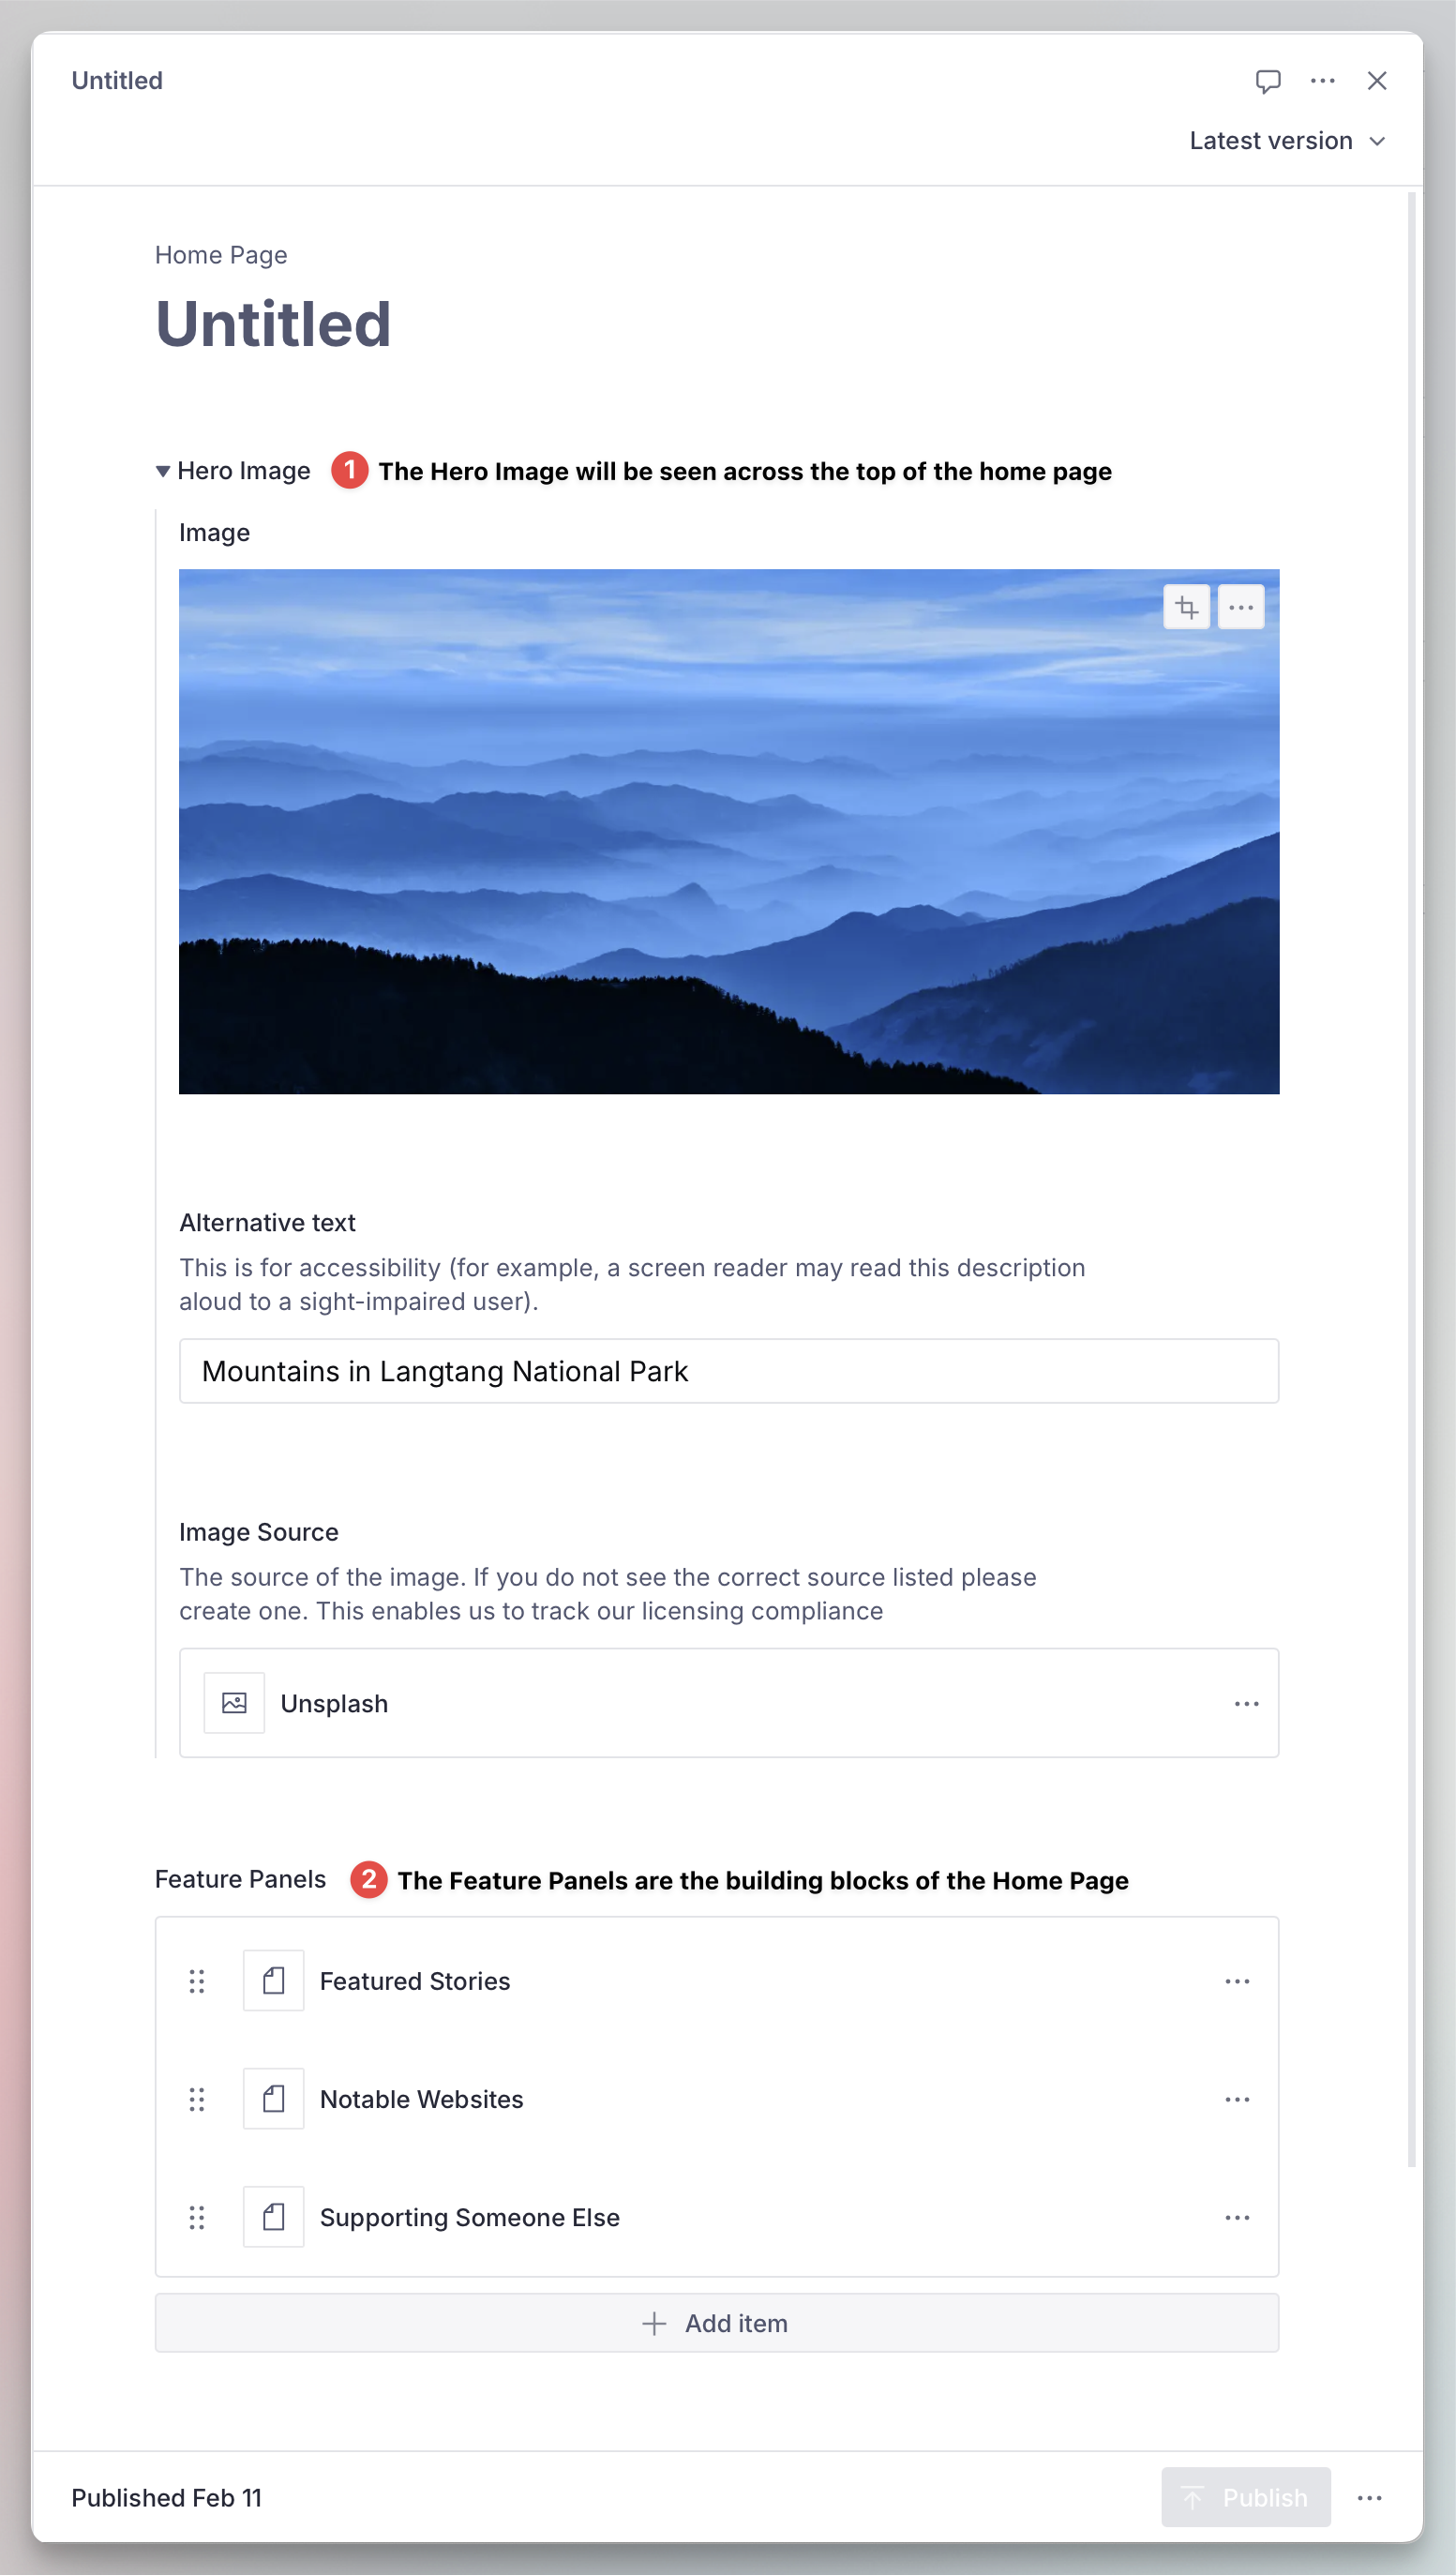 Untitled
Latest version
Home Page
Untitled
Hero Image 1 The Hero Image will be seen across the top of the home page
Image
Alternative text
This is for accessibility (for example, a screen reader may read this description
aloud to a sight-impaired user).
Mountains in Langtang National Park
Image Source
The source of the image. If you do not see the correct source listed please
create one. This enables us to track our licensing compliance
Unsplash
Feature Panels 2 The Feature Panels are the building blocks of the Home Page
Featured Stories
Notable Websites
Supporting Someone Else
Add item
Published Feb 11
Publish